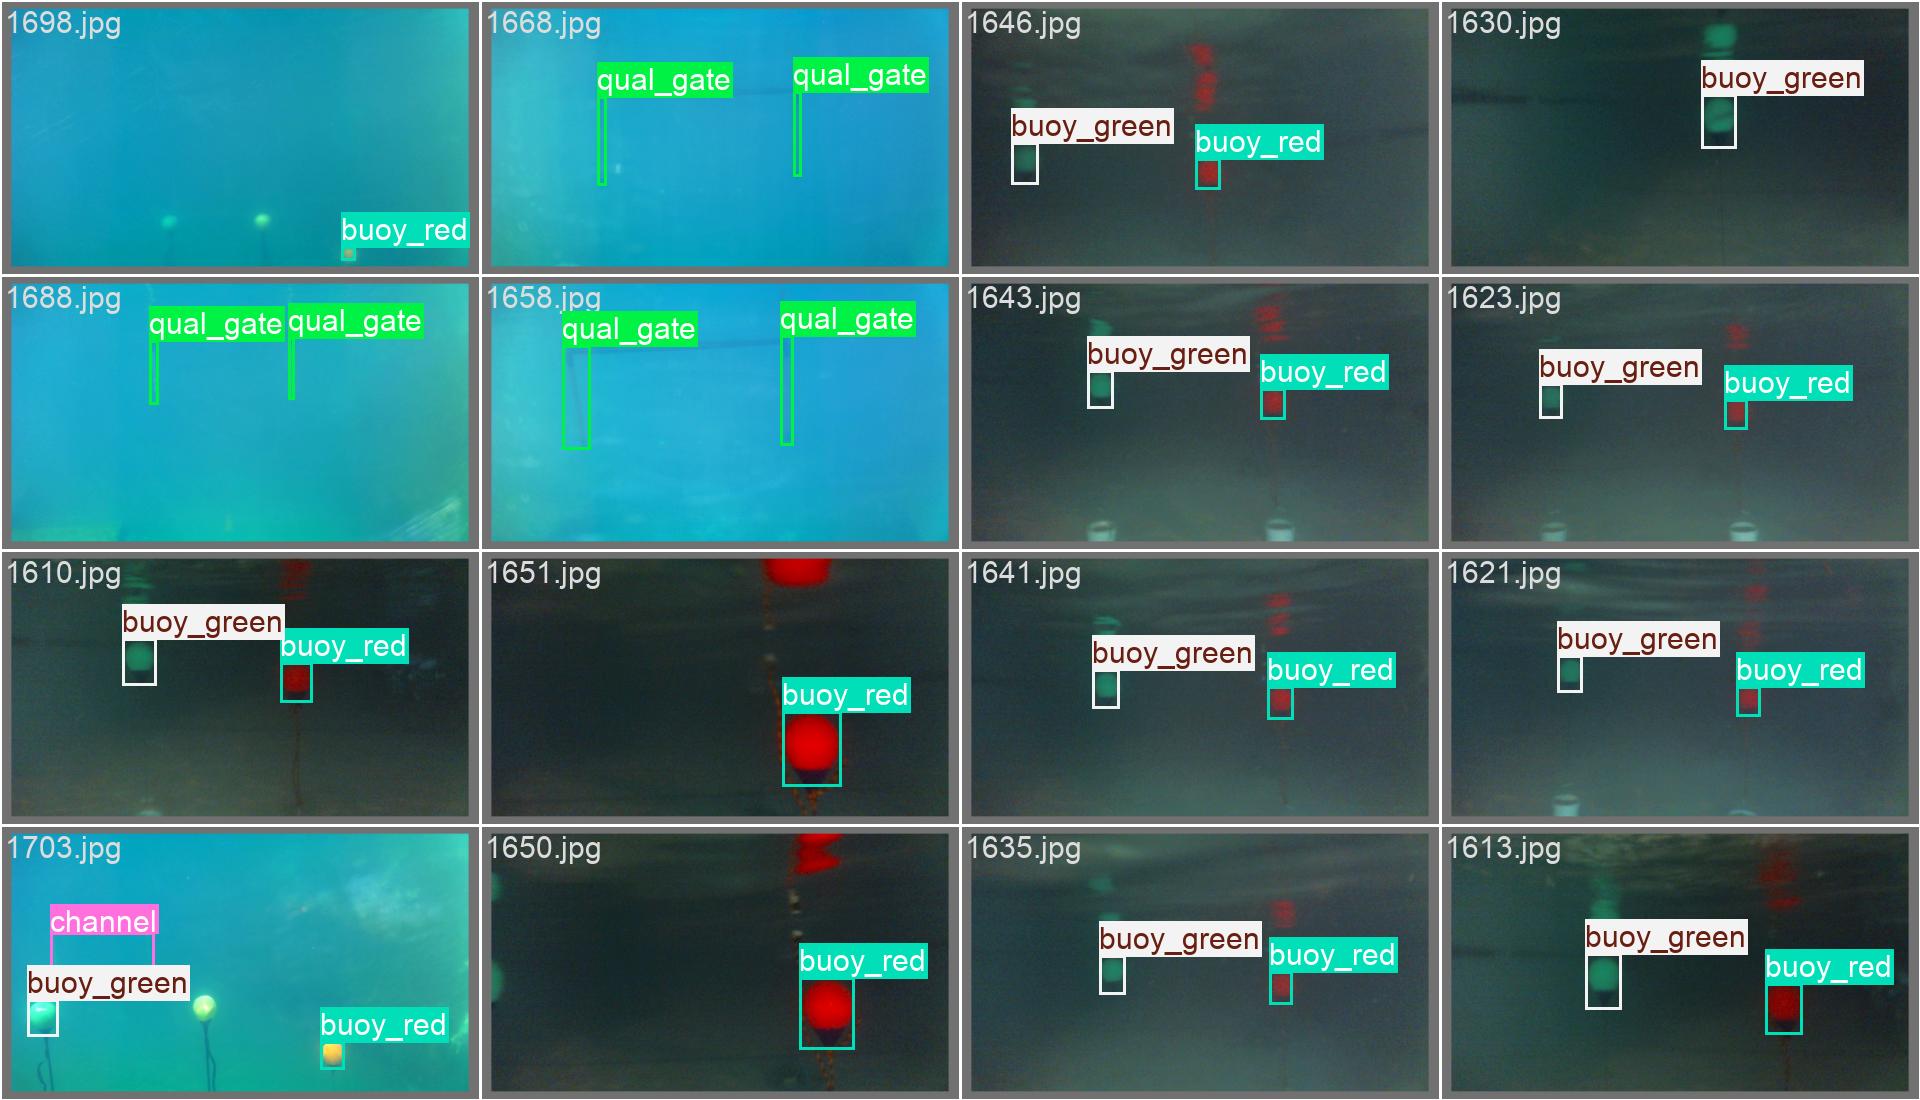 1698.jpg
buoy_red
1668.jpg
qual_gate
qual_gate
1646.jpg
buoy_green
buoy_red
1630.jpg
buoy_green
1688.jpg
qual_gate
qual_gate
1658.jpg
qual_gate
qual_gate
1643.jpg
buoy_green
buoy_red
1623.jpg
buoy_green
buoy_red
1610.jpg
buoy_green
buoy_red
1651.jpg
buoy_red
1641.jpg
buoy_green
buoy_red
1621.jpg
buoy_green
buoy_red
1703.jpg
channel
buoy_green
buoy_red
1650.jpg
buoy_red
1635.jpg
buoy_green
buoy_red
1613.jpg
buoy_green
buoy_red